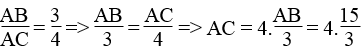 AB/AC = 3/4 => AB/3 = AC/4 => AC = 4.AB/3 = 4.15/3